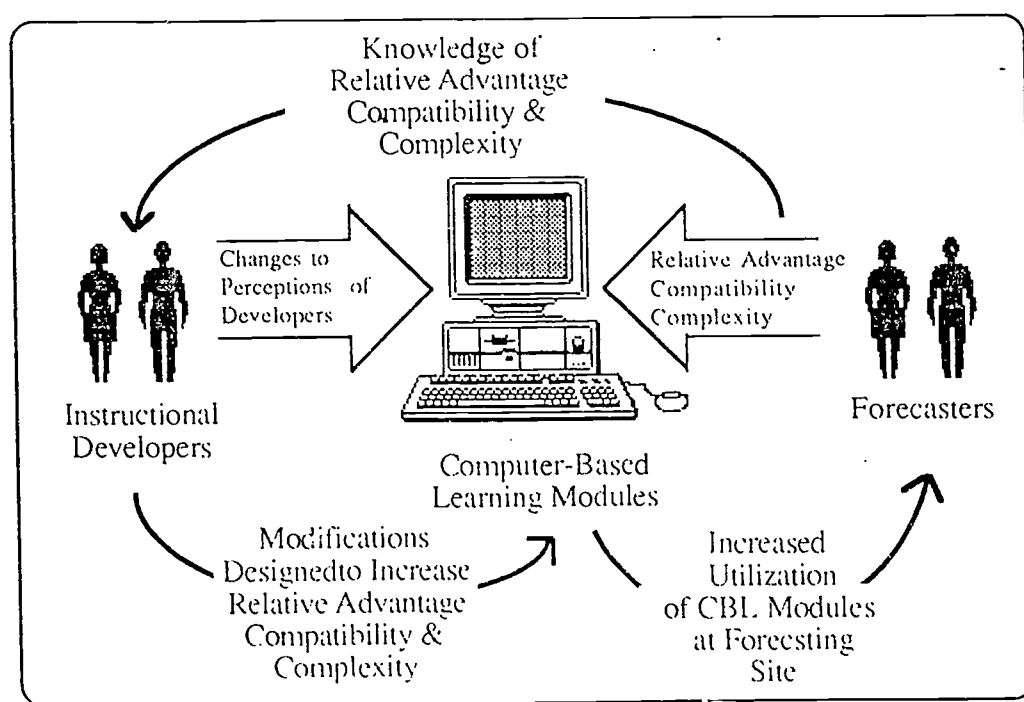 Knowledge of
Relative Advantage
Compatibility &
Complexity
Changes to
Perceptions of
Developers
Relative Advantage
Compatibility
Complexity
Instructional
Developers
Forecasters
Computer-Based
Learning Modules
Modifications
Designedto Increase
Relative Advantage
Compatibility &
Complexity
Increased
Utilization
of CBL Modules
at Forecsting
Site